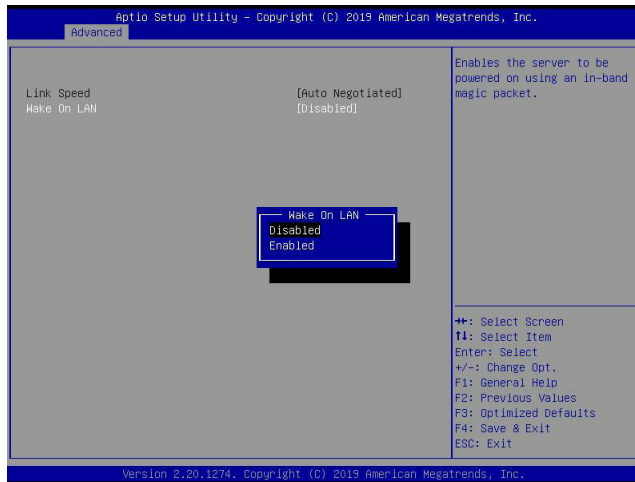 Aptio Setup Utility – Copyright (C) 2019 American Megatrends, Inc.
Advanced
Link Speed [Auto Negotiated]
Wake On LAN [Disabled]
Wake On LAN
Disabled
Enabled
Enables the server to be
powered on using an in-band
magic packet.
→←: Select Screen
↑↓: Select Item
Enter: Select
+/-: Change Opt.
F1: General Help
F2: Previous Values
F3: Optimized Defaults
F4: Save & Exit
ESC: Exit
Version 2.20.1274. Copyright (C) 2019 American Megatrends, Inc.